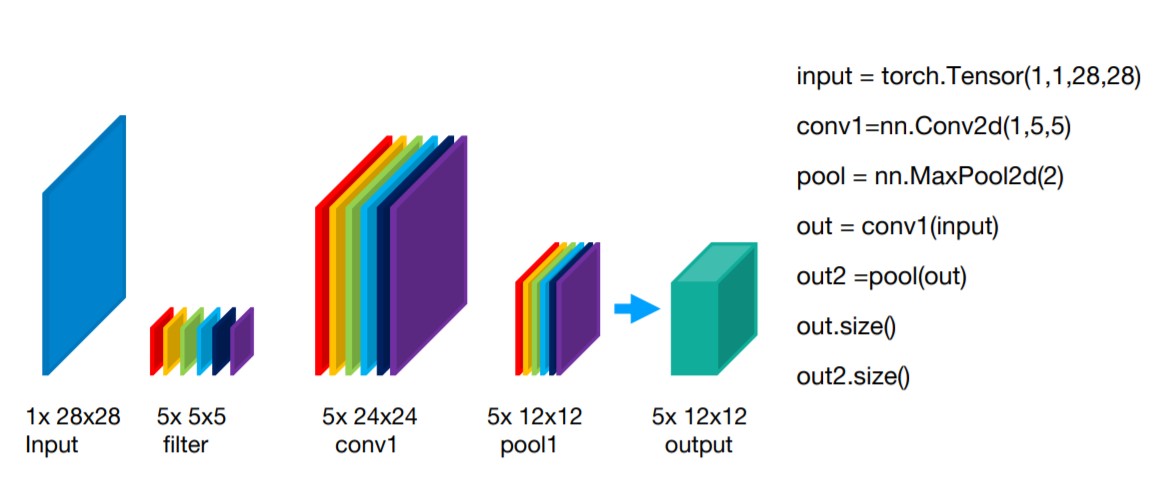 input = torch.Tensor(1,1,28,28)
conv1=nn.Conv2d(1,5,5)
pool = nn.MaxPool2d(2)
out = conv1(input)
out2 =pool(out)
out.size()
out2.size()
1x 28x28
Input
5x 5x5
filter
5x 24x24
conv1
5x 12x12
pool1
5x 12x12
output